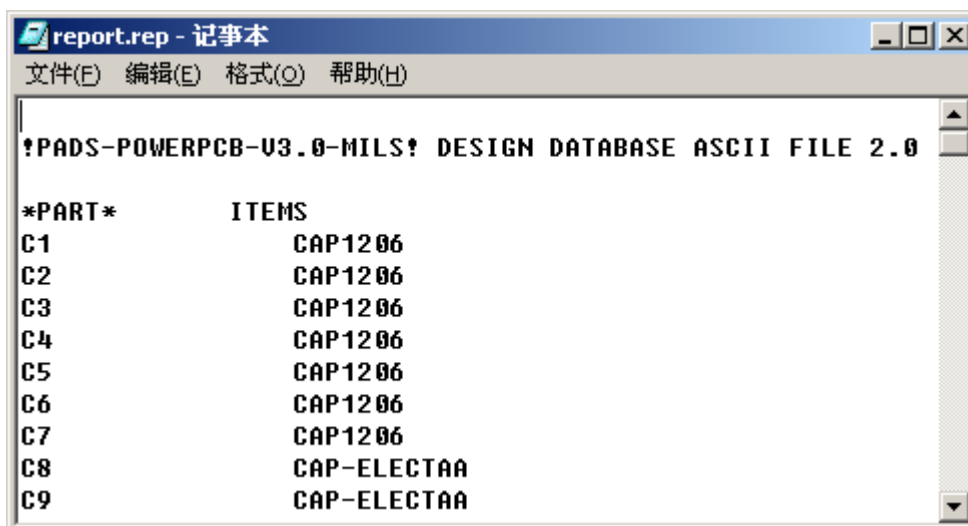 report.rep - 记事本
文件(F) 编辑(E) 格式(O) 帮助(H)
!PADS-POWERPCB-V3.0-MILS! DESIGN DATABASE ASCII FILE 2.0
*PART* ITEMS
C1 CAP1206
C2 CAP1206
C3 CAP1206
C4 CAP1206
C5 CAP1206
C6 CAP1206
C7 CAP1206
C8 CAP-ELECTAA
C9 CAP-ELECTAA